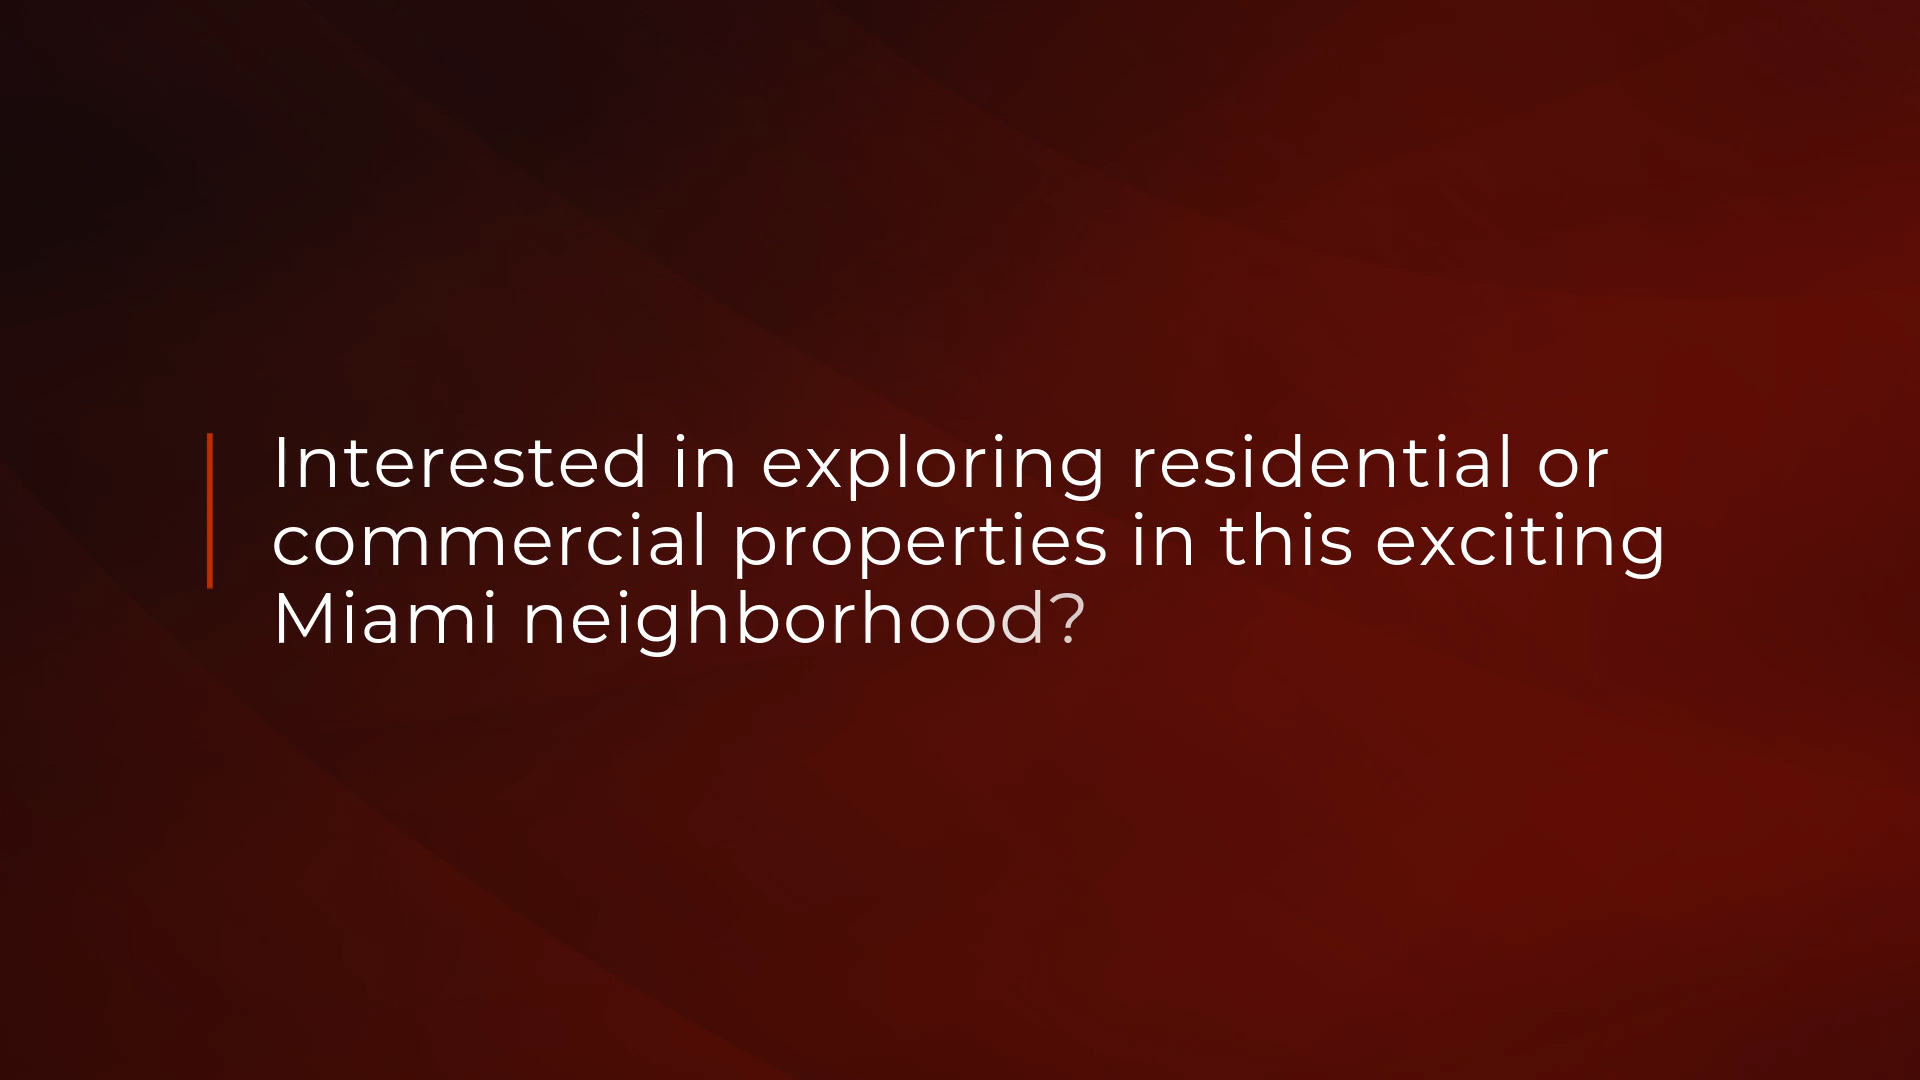 Interested in exploring residential or
commercial properties in this exciting
Miami neighborhood?